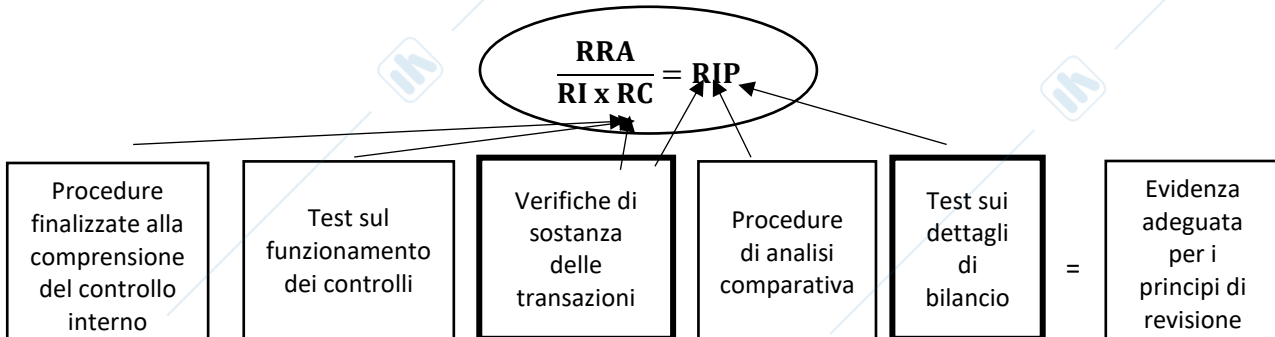 RRA
RI x RC
= RIP
Procedure
finalizzate alla
comprensione
del controllo
interno
Test sul
funzionamento
dei controlli
Verifiche di
sostanza
delle
transazioni
Procedure
di analisi
comparativa
Test sui
dettagli
di
bilancio
=
Evidenza
adeguata
per i
principi di
revisione